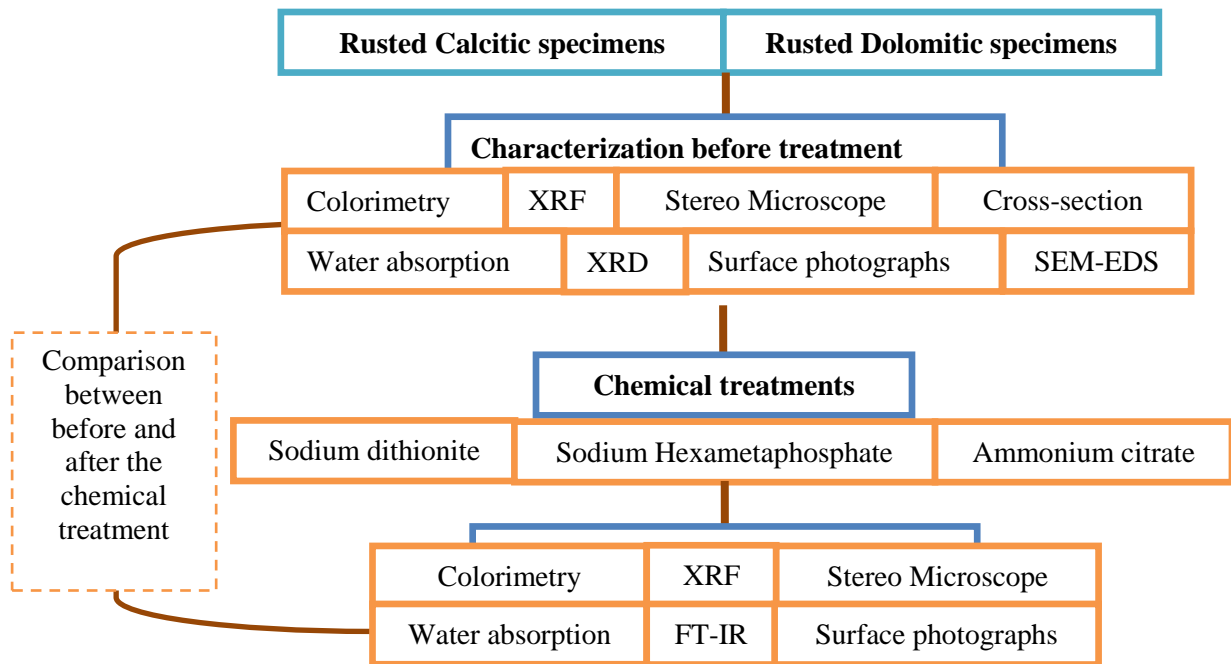 Rusted Calcitic specimens
Rusted Dolomitic specimens
Characterization before treatment
Colorimetry
XRF
Stereo Microscope
Cross-section
Water absorption
XRD
Surface photographs
SEM-EDS
Comparison
between
before and
after the
chemical
treatment
Chemical treatments
Sodium dithionite
Sodium Hexametaphosphate
Ammonium citrate
Colorimetry
XRF
Stereo Microscope
Water absorption
FT-IR
Surface photographs